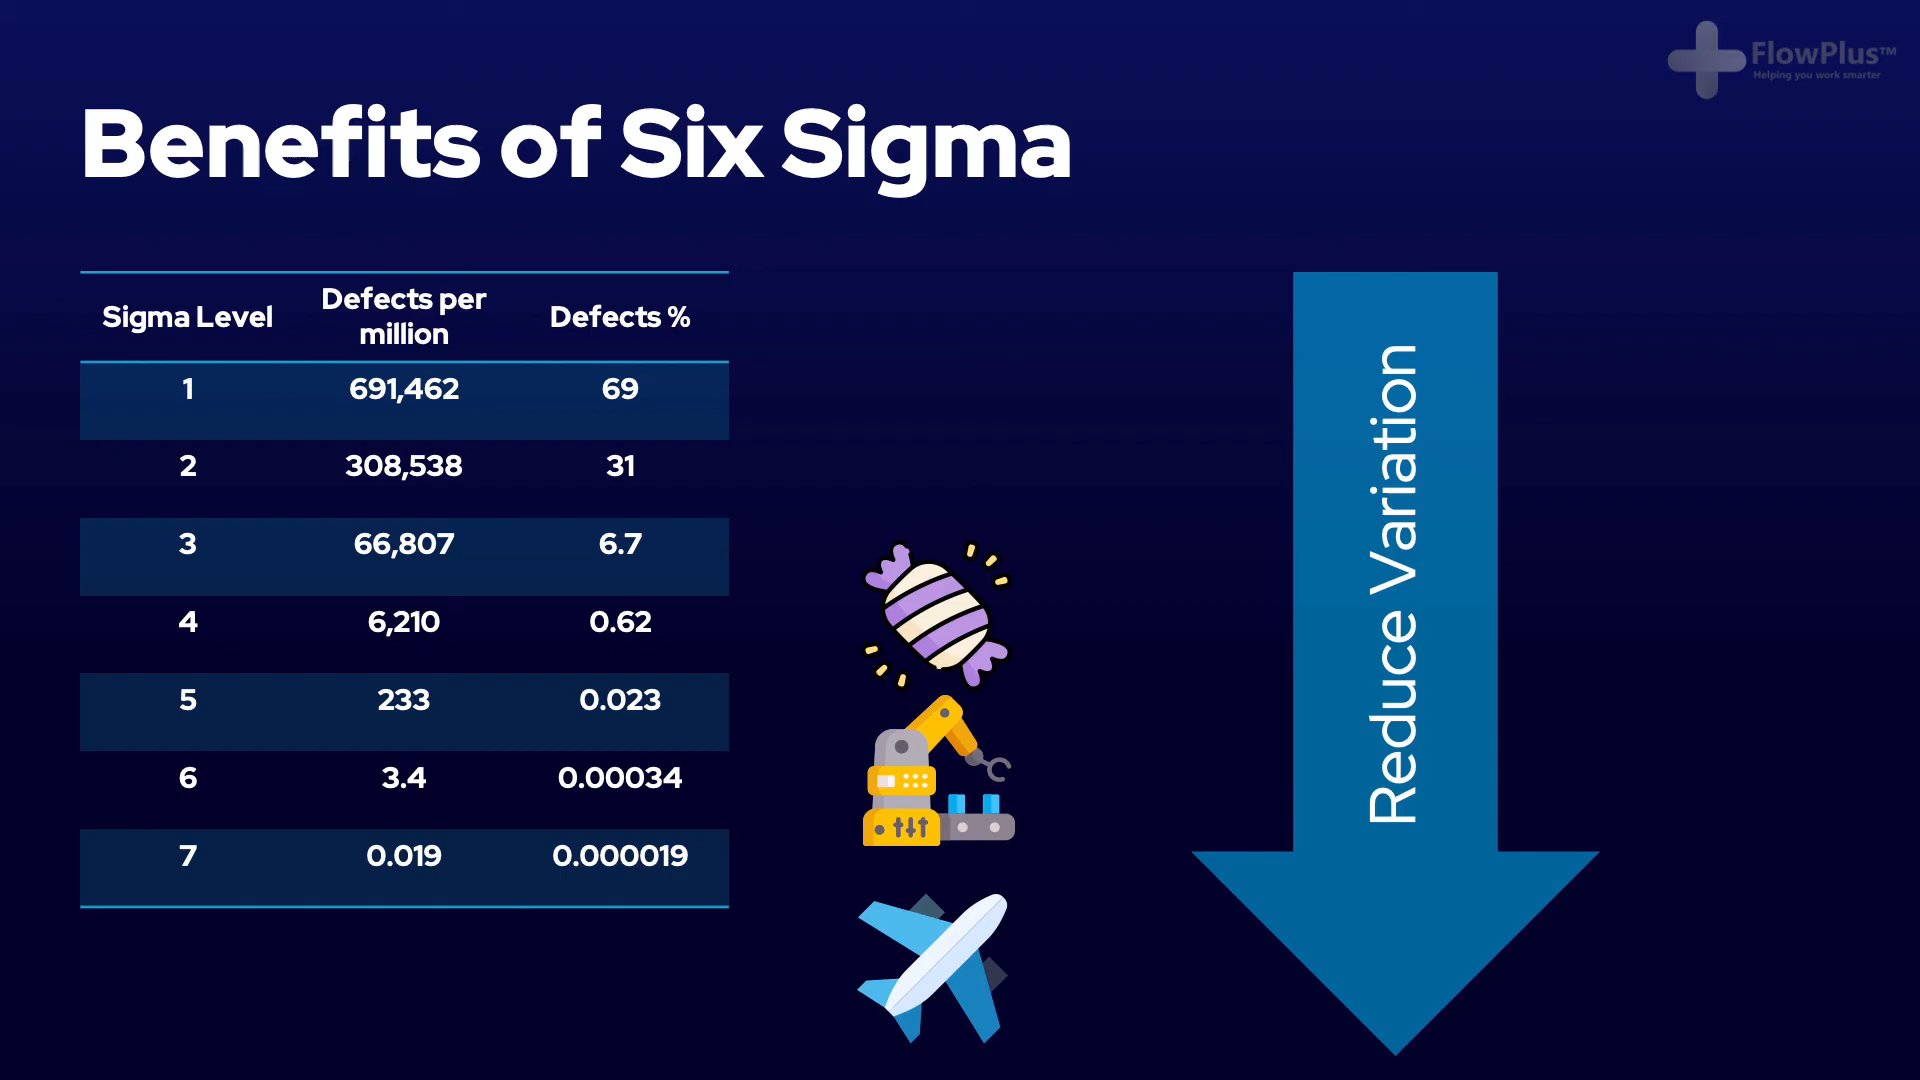 FlowPlus™
Helping you work smarter
Benefits of Six Sigma
Sigma Level Defects per million Defects %
1 691,462 69
2 308,538 31
3 66,807 6.7
4 6,210 0.62
5 233 0.023
6 3.4 0.00034
7 0.019 0.000019
Reduce Variation